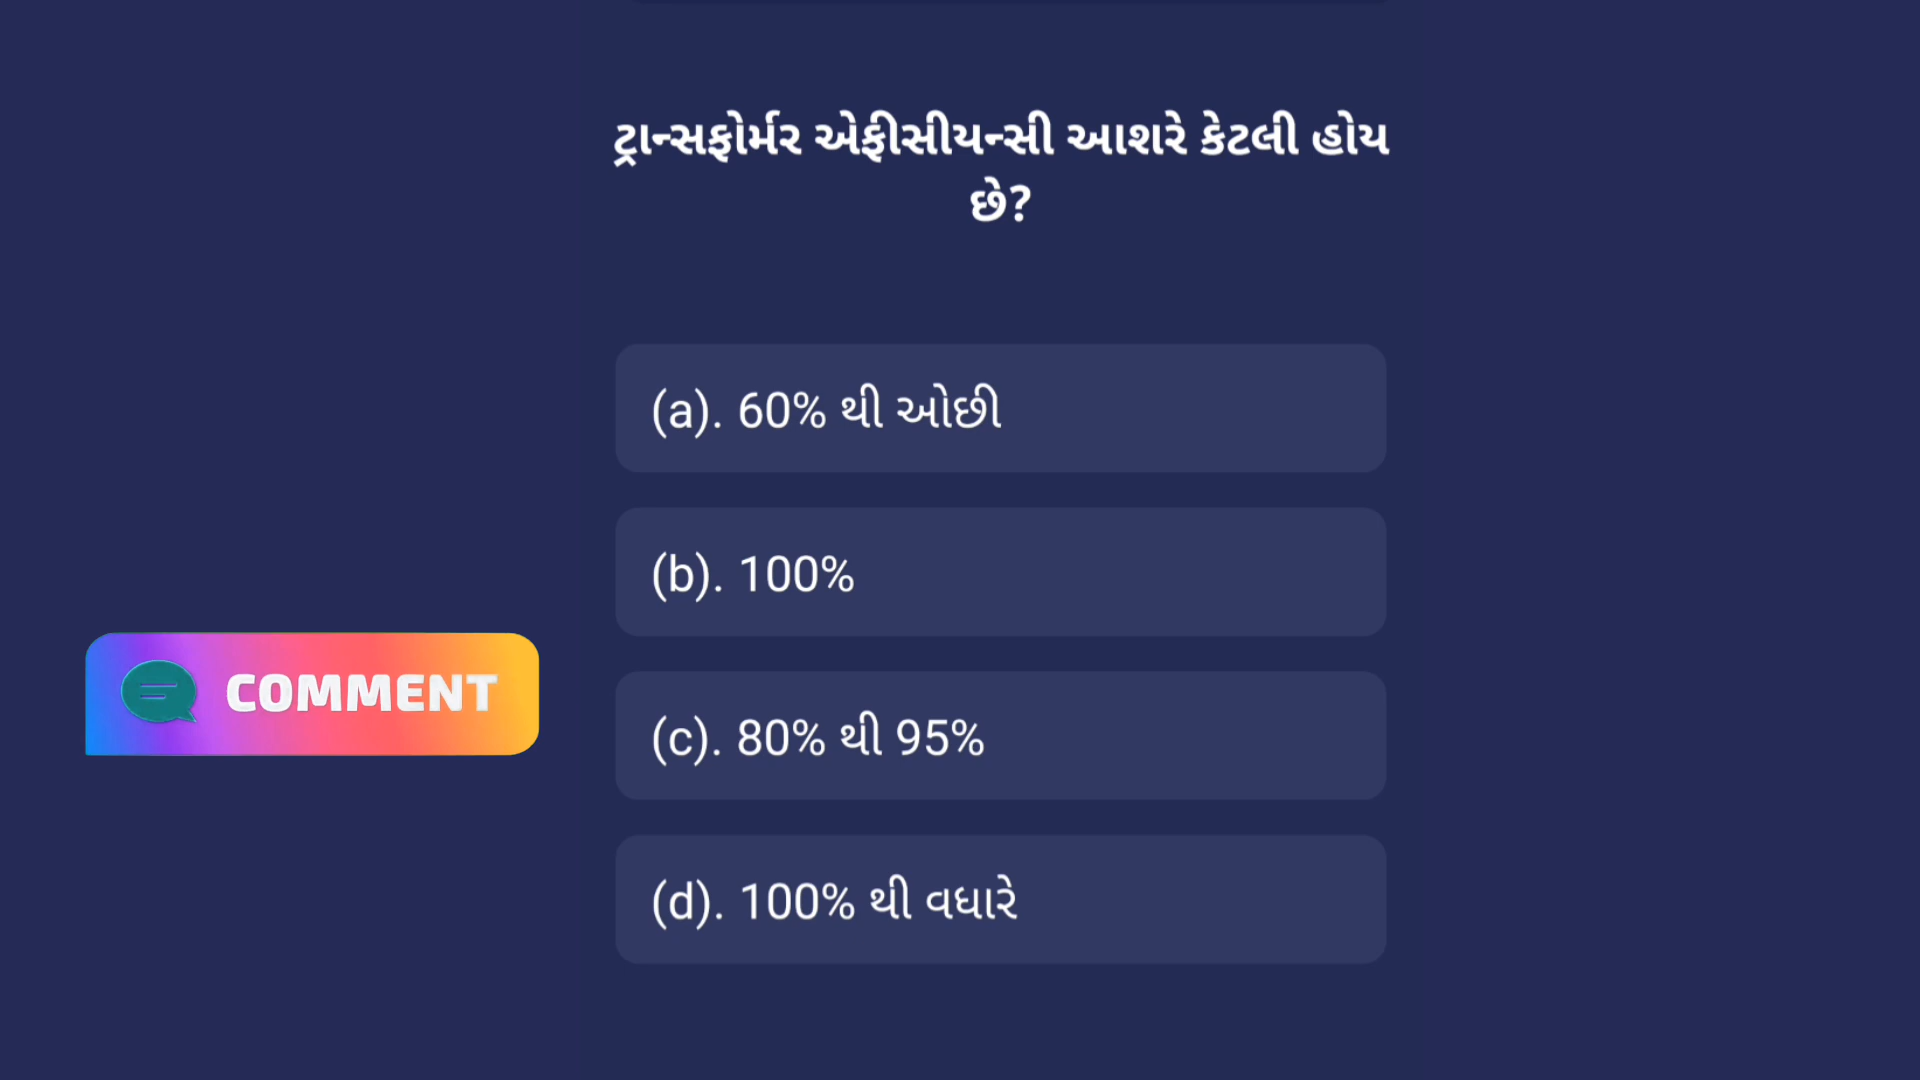 ટ્રાન્સફોર્મર એફીસીયન્સી આશરે કેટલી હોય
છે?
(a). 60% થી ઓછી
(b). 100%
COMMENT
(c). 80% થી 95%
(d). 100% થી વધારે